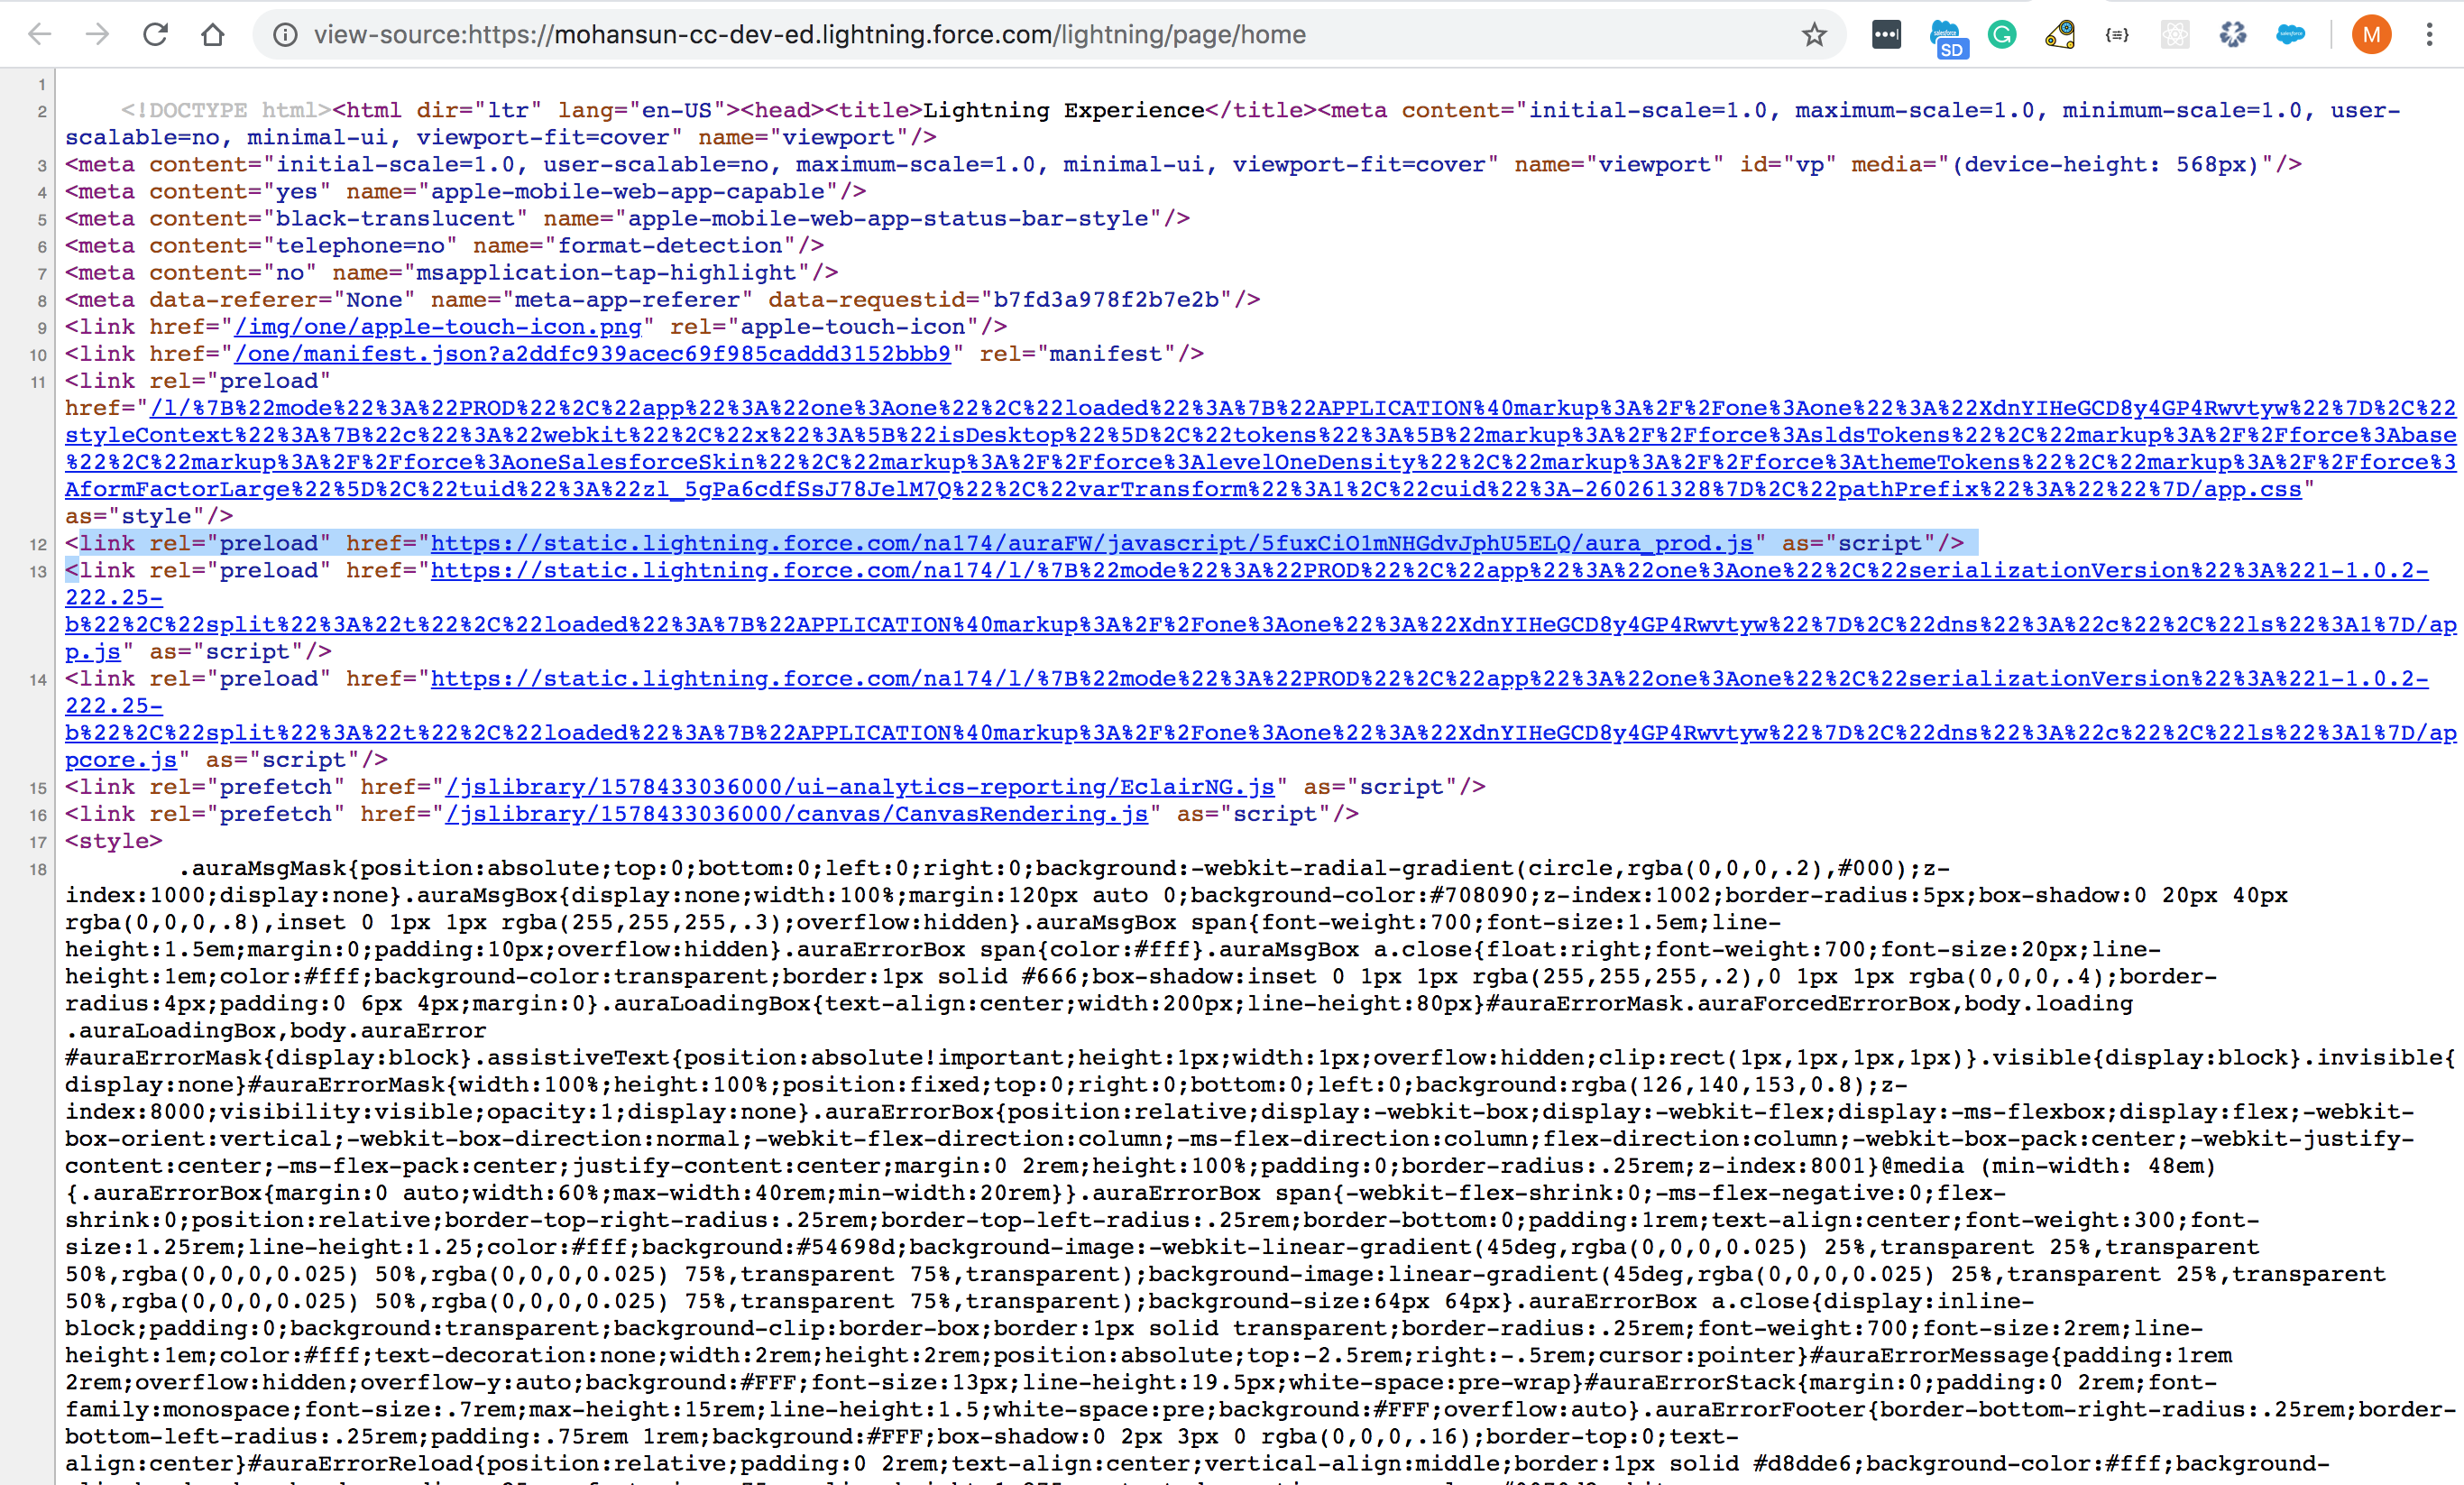 view-source:https://mohansun-cc-dev-ed.lightning.force.com/lightning/page/home
SD
M
1
2 <!DOCTYPE html><html dir="ltr" lang="en-US"><head><title>Lightning Experience</title><meta content="initial-scale=1.0, maximum-scale=1.0, minimum-scale=1.0, user-
scalable=no, minimal-ui, viewport-fit=cover" name="viewport"/>
3 <meta content="initial-scale=1.0, user-scalable=no, maximum-scale=1.0, minimal-ui, viewport-fit=cover" name="viewport" id="vp" media="(device-height: 568px)"/>
4 <meta content="yes" name="apple-mobile-web-app-capable"/>
5 <meta content="black-translucent" name="apple-mobile-web-app-status-bar-style"/>
6 <meta content="telephone=no" name="format-detection"/>
7 <meta content="no" name="msapplication-tap-highlight"/>
8 <meta data-referer="None" name="meta-app-referer" data-requestid="b7fd3a978f2b7e2b"/>
9 <link href="/img/one/apple-touch-icon.png" rel="apple-touch-icon"/>
10 <link href="/one/manifest.json?a2ddfc939acec69f985caddd3152bbb9" rel="manifest"/>
11 <link rel="preload"
href="/l/%7B%22mode%22%3A%22PROD%22%2C%22app%22%3A%22one%3Aone%22%2C%22loaded%22%3A%7B%22APPLICATION%40markup%3A%2F%2Fone%3Aone%22%3A%22XdnYIHeGCD8y4GP4Rwvtyw%22%7D%2C%22
styleContext%22%3A%7B%22c%22%3A%22webkit%22%2C%22x%22%3A%5B%22isDesktop%22%5D%2C%22tokens%22%3A%5B%22markup%3A%2F%2Fforce%3AsldsTokens%22%2C%22markup%3A%2F%2Fforce%3Abase
%22%2C%22markup%3A%2F%2Fforce%3AoneSalesforceSkin%22%2C%22markup%3A%2F%2Fforce%3AlevelOneDensity%22%2C%22markup%3A%2F%2Fforce%3AthemeTokens%22%2C%22markup%3A%2F%2Fforce%3
AformFactorLarge%22%5D%2C%22tuid%22%3A%22zl_5gPa6cdfSsJ78JelM7Q%22%2C%22varTransform%22%3A1%2C%22cuid%22%3A-260261328%7D%2C%22pathPrefix%22%3A%22%22%7D/app.css"
as="style"/>
12 <link rel="preload" href="https://static.lightning.force.com/na174/auraFW/javascript/5fuxCiO1mNHGdvJphU5ELQ/aura_prod.js" as="script"/>
13 <link rel="preload" href="https://static.lightning.force.com/na174/l/%7B%22mode%22%3A%22PROD%22%2C%22app%22%3A%22one%3Aone%22%2C%22serializationVersion%22%3A%221-1.0.2-
222.25-
b%22%2C%22split%22%3A%22t%22%2C%22loaded%22%3A%7B%22APPLICATION%40markup%3A%2F%2Fone%3Aone%22%3A%22XdnYIHeGCD8y4GP4Rwvtyw%22%7D%2C%22dns%22%3A%22c%22%2C%22ls%22%3A1%7D/ap
p.js" as="script"/>
14 <link rel="preload" href="https://static.lightning.force.com/na174/l/%7B%22mode%22%3A%22PROD%22%2C%22app%22%3A%22one%3Aone%22%2C%22serializationVersion%22%3A%221-1.0.2-
222.25-
b%22%2C%22split%22%3A%22t%22%2C%22loaded%22%3A%7B%22APPLICATION%40markup%3A%2F%2Fone%3Aone%22%3A%22XdnYIHeGCD8y4GP4Rwvtyw%22%7D%2C%22dns%22%3A%22c%22%2C%22ls%22%3A1%7D/ap
pcore.js" as="script"/>
15 <link rel="prefetch" href="/jslibrary/1578433036000/ui-analytics-reporting/EclairNG.js" as="script"/>
16 <link rel="prefetch" href="/jslibrary/1578433036000/canvas/CanvasRendering.js" as="script"/>
17 <style>
18 .auraMsgMask{position:absolute;top:0;bottom:0;left:0;right:0;background:-webkit-radial-gradient(circle,rgba(0,0,0,.2),#000);z-
index:1000;display:none}.auraMsgBox{display:none;width:100%;margin:120px auto 0;background-color:#708090;z-index:1002;border-radius:5px;box-shadow:0 20px 40px
rgba(0,0,0,.8),inset 0 1px 1px rgba(255,255,255,.3);overflow:hidden}.auraMsgBox span{font-weight:700;font-size:1.5em;line-
height:1.5em;margin:0;padding:10px;overflow:hidden}.auraErrorBox span{color:#fff}.auraMsgBox a.close{float:right;font-weight:700;font-size:20px;line-
height:1em;color:#fff;background-color:transparent;border:1px solid #666;box-shadow:inset 0 1px 1px rgba(255,255,255,.2),0 1px 1px rgba(0,0,0,.4);border-
radius:4px;padding:0 6px 4px;margin:0}.auraLoadingBox{text-align:center;width:200px;line-height:80px}#auraErrorMask.auraForcedErrorBox,body.loading
.auraLoadingBox,body.auraError
#auraErrorMask{display:block}.assistiveText{position:absolute!important;height:1px;width:1px;overflow:hidden;clip:rect(1px,1px,1px,1px)}.visible{display:block}.invisible{
display:none}#auraErrorMask{width:100%;height:100%;position:fixed;top:0;right:0;bottom:0;left:0;background:rgba(126,140,153,0.8);z-
index:8000;visibility:visible;opacity:1;display:none}.auraErrorBox{position:relative;display:-webkit-box;display:-webkit-flex;display:-ms-flexbox;display:flex;-webkit-
box-orient:vertical;-webkit-box-direction:normal;-webkit-flex-direction:column;-ms-flex-direction:column;flex-direction:column;-webkit-box-pack:center;-webkit-justify-
content:center;-ms-flex-pack:center;justify-content:center;margin:0 2rem;height:100%;padding:0;border-radius:.25rem;z-index:8001}@media (min-width: 48em)
{.auraErrorBox{margin:0 auto;width:60%;max-width:40rem;min-width:20rem}}.auraErrorBox span{-webkit-flex-shrink:0;-ms-flex-negative:0;flex-
shrink:0;position:relative;border-top-right-radius:.25rem;border-top-left-radius:.25rem;border-bottom:0;padding:1rem;text-align:center;font-weight:300;font-
size:1.25rem;line-height:1.25;color:#fff;background:#54698d;background-image:-webkit-linear-gradient(45deg,rgba(0,0,0,0.025) 25%,transparent 25%,transparent
50%,rgba(0,0,0,0.025) 50%,rgba(0,0,0,0.025) 75%,transparent 75%,transparent);background-image:linear-gradient(45deg,rgba(0,0,0,0.025) 25%,transparent 25%,transparent
50%,rgba(0,0,0,0.025) 50%,rgba(0,0,0,0.025) 75%,transparent 75%,transparent);background-size:64px 64px}.auraErrorBox a.close{display:inline-
block;padding:0;background:transparent;background-clip:border-box;border:1px solid transparent;border-radius:.25rem;font-weight:700;font-size:2rem;line-
height:1em;color:#fff;text-decoration:none;width:2rem;height:2rem;position:absolute;top:-2.5rem;right:-.5rem;cursor:pointer}#auraErrorMessage{padding:1rem
2rem;overflow:hidden;overflow-y:auto;background:#FFF;font-size:13px;line-height:19.5px;white-space:pre-wrap}#auraErrorStack{margin:0;padding:0 2rem;font-
family:monospace;font-size:.7rem;max-height:15rem;line-height:1.5;white-space:pre;background:#FFF;overflow:auto}.auraErrorFooter{border-bottom-right-radius:.25rem;border-
bottom-left-radius:.25rem;padding:.75rem 1rem;background:#FFF;box-shadow:0 2px 3px 0 rgba(0,0,0,.16);border-top:0;text-
align:center}#auraErrorReload{position:relative;padding:0 2rem;text-align:center;vertical-align:middle;border:1px solid #d8dde6;background-color:#fff;background-